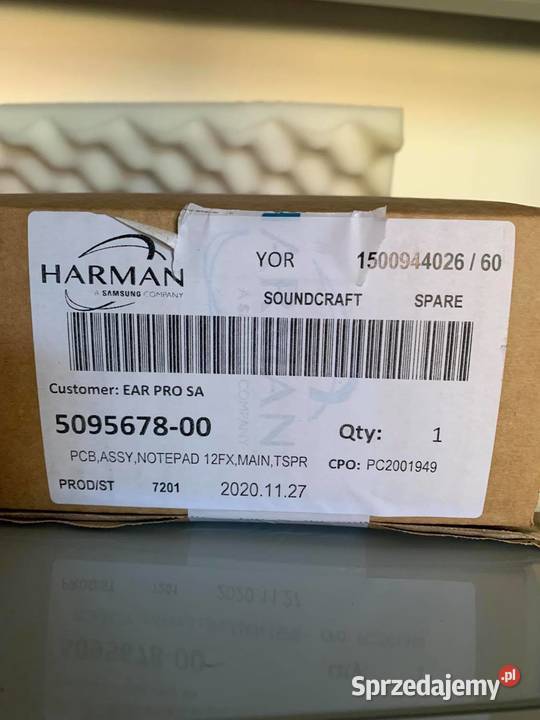 HARMAN
A SAMSUNG COMPANY
YOR 1500944026 / 60
SOUNDCRAFT SPARE
Customer: EAR PRO SA
5095678-00 Qty: 1
PCB,ASSY,NOTEPAD 12FX,MAIN,TSPR CPO: PC2001949
PROD/ST 7201 2020.11.27
Sprzedajemy.pl